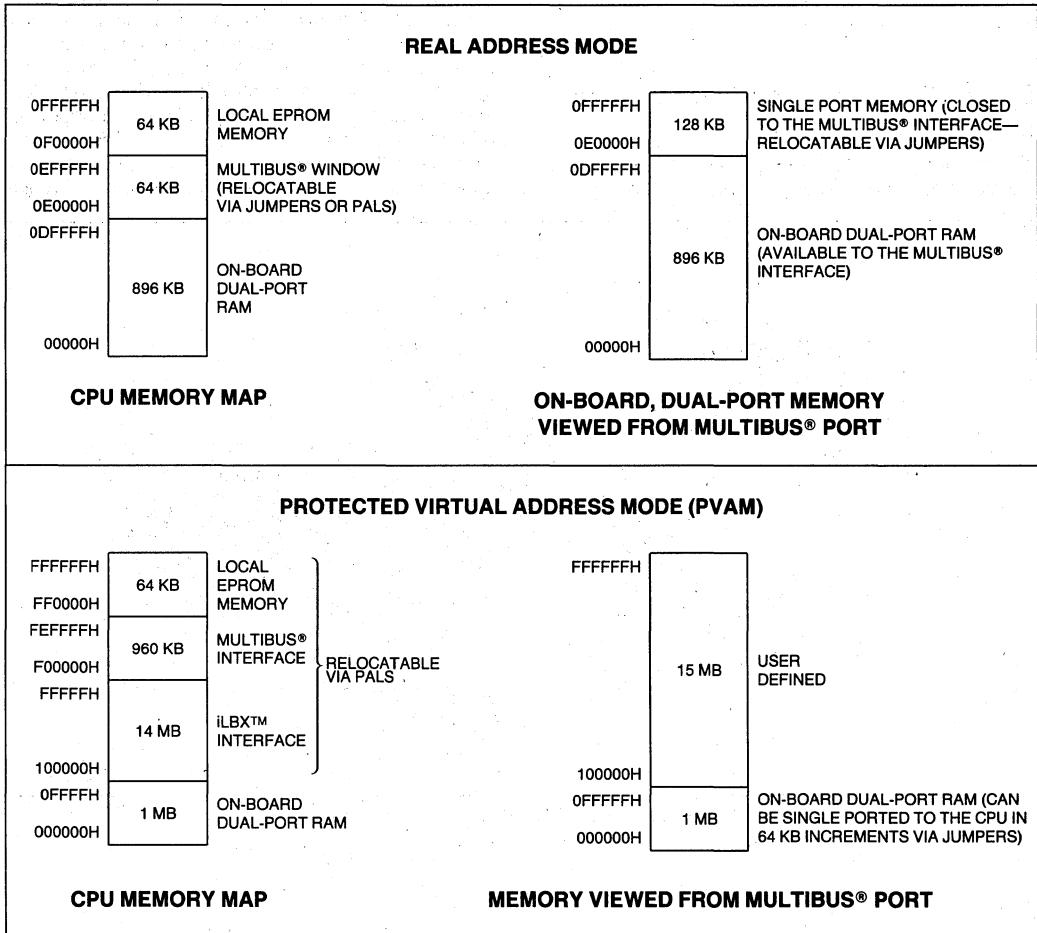 REAL ADDRESS MODE
0FFFFFH
64 KB
LOCAL EPROM
MEMORY
0F0000H
0EFFFFH
64 KB
MULTIBUS® WINDOW
(RELOCATABLE
VIA JUMPERS OR PALS)
0E0000H
0DFFFFH
896 KB
ON-BOARD
DUAL-PORT
RAM
00000H
CPU MEMORY MAP
0FFFFFH
128 KB
SINGLE PORT MEMORY (CLOSED
TO THE MULTIBUS® INTERFACE—
RELOCATABLE VIA JUMPERS)
0E0000H
0DFFFFH
896 KB
ON-BOARD DUAL-PORT RAM
(AVAILABLE TO THE MULTIBUS®
INTERFACE)
00000H
ON-BOARD, DUAL-PORT MEMORY
VIEWED FROM MULTIBUS® PORT
PROTECTED VIRTUAL ADDRESS MODE (PVAM)
FFFFFFH
64 KB
LOCAL
EPROM
MEMORY
FF0000H
FEFFFFH
960 KB
MULTIBUS®
INTERFACE
F00000H
FFFFFH
14 MB
iLBX™
INTERFACE
100000H
RELOCATABLE
VIA PALS
0FFFFH
1 MB
ON-BOARD
DUAL-PORT RAM
000000H
CPU MEMORY MAP
FFFFFFH
15 MB
USER
DEFINED
100000H
0FFFFFH
1 MB
ON-BOARD DUAL-PORT RAM (CAN
BE SINGLE PORTED TO THE CPU IN
64 KB INCREMENTS VIA JUMPERS)
000000H
MEMORY VIEWED FROM MULTIBUS® PORT